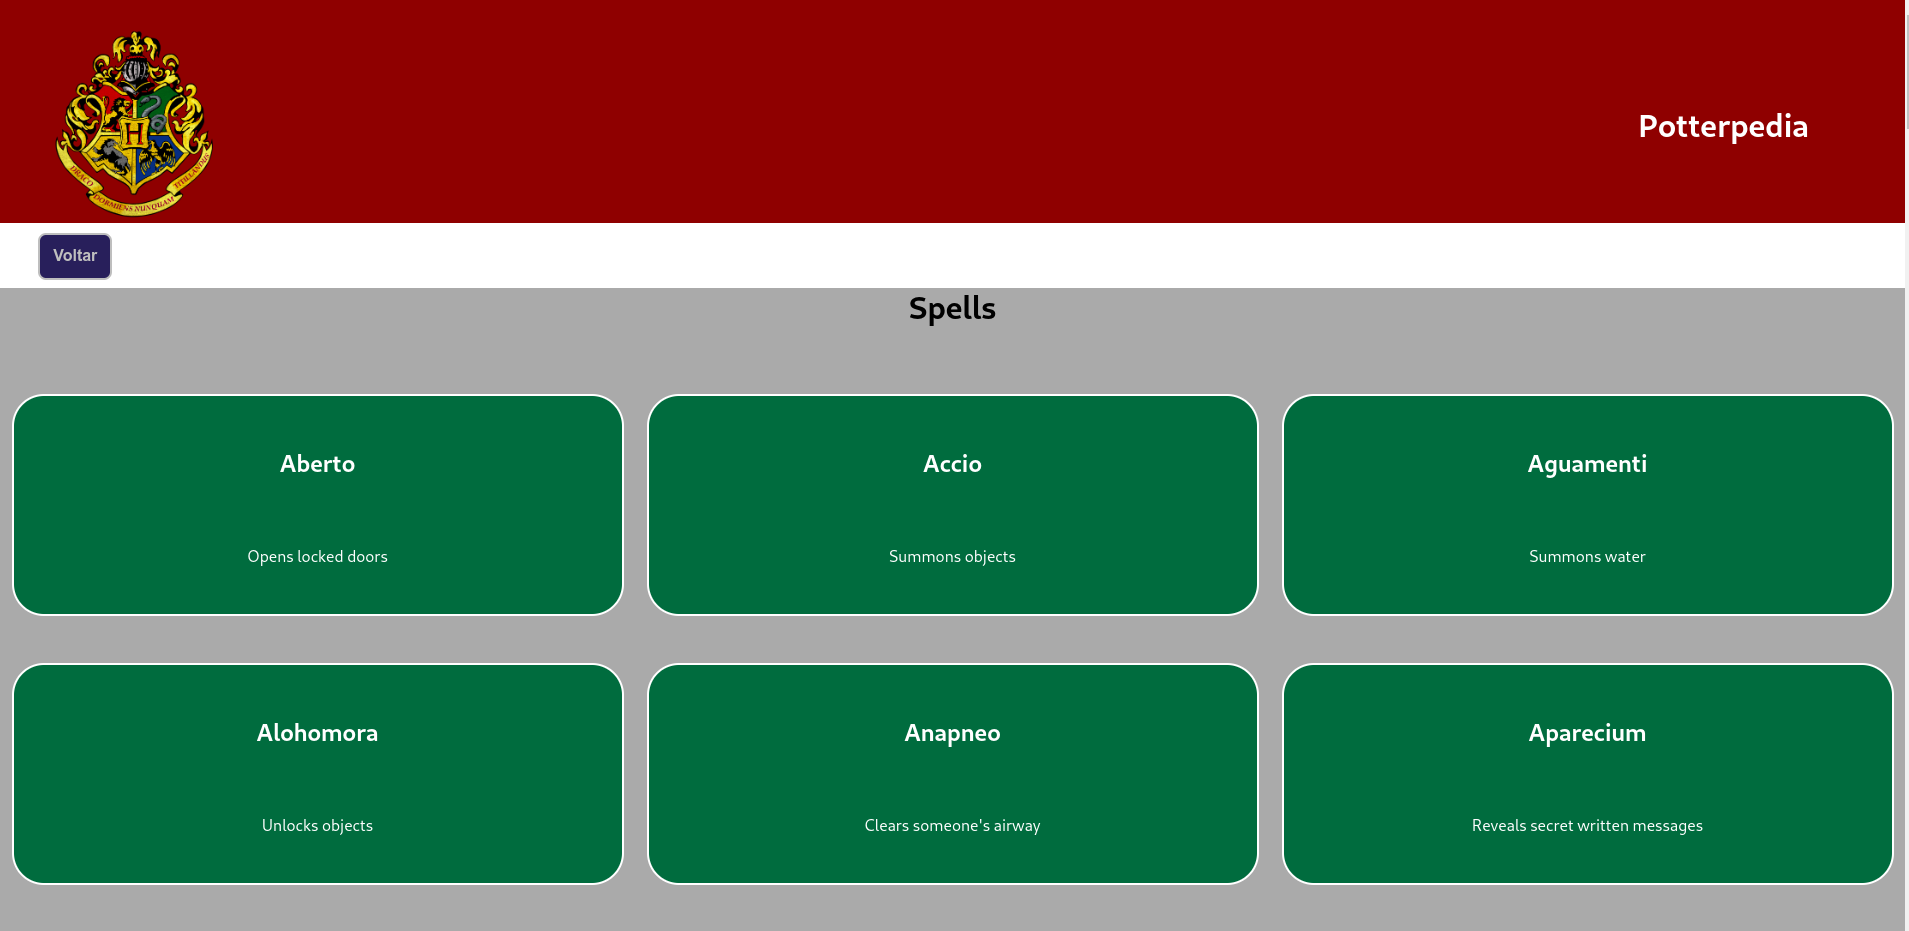 H
DRACO DORMIENS NUNQUAM TITILLANDUS
Potterpedia
Voltar
Spells
Aberto
Opens locked doors
Accio
Summons objects
Aguamenti
Summons water
Alohomora
Unlocks objects
Anapneo
Clears someone's airway
Aparecium
Reveals secret written messages